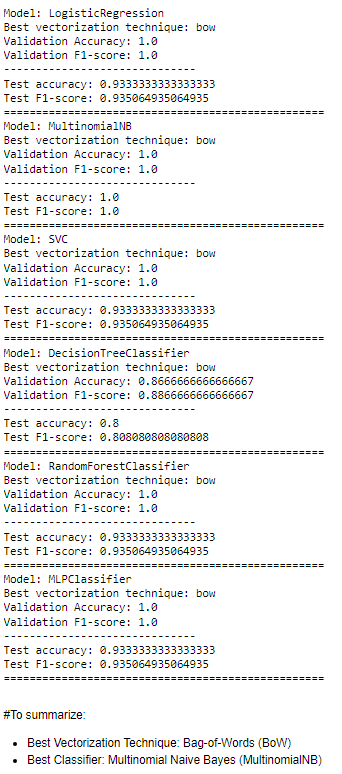 Model: LogisticRegression
Best vectorization technique: bow
Validation Accuracy: 1.0
Validation F1-score: 1.0
------------------------------
Test accuracy: 0.9333333333333333
Test F1-score: 0.935064935064935
==================================================
Model: MultinomialNB
Best vectorization technique: bow
Validation Accuracy: 1.0
Validation F1-score: 1.0
------------------------------
Test accuracy: 1.0
Test F1-score: 1.0
==================================================
Model: SVC
Best vectorization technique: bow
Validation Accuracy: 1.0
Validation F1-score: 1.0
------------------------------
Test accuracy: 0.9333333333333333
Test F1-score: 0.935064935064935
==================================================
Model: DecisionTreeClassifier
Best vectorization technique: bow
Validation Accuracy: 0.8666666666666667
Validation F1-score: 0.8866666666666667
------------------------------
Test accuracy: 0.8
Test F1-score: 0.808080808080808
==================================================
Model: RandomForestClassifier
Best vectorization technique: bow
Validation Accuracy: 1.0
Validation F1-score: 1.0
------------------------------
Test accuracy: 0.9333333333333333
Test F1-score: 0.935064935064935
==================================================
Model: MLPClassifier
Best vectorization technique: bow
Validation Accuracy: 1.0
Validation F1-score: 1.0
------------------------------
Test accuracy: 0.9333333333333333
Test F1-score: 0.935064935064935
==================================================
#To summarize:
• Best Vectorization Technique: Bag-of-Words (BoW)
• Best Classifier: Multinomial Naive Bayes (MultinomialNB)